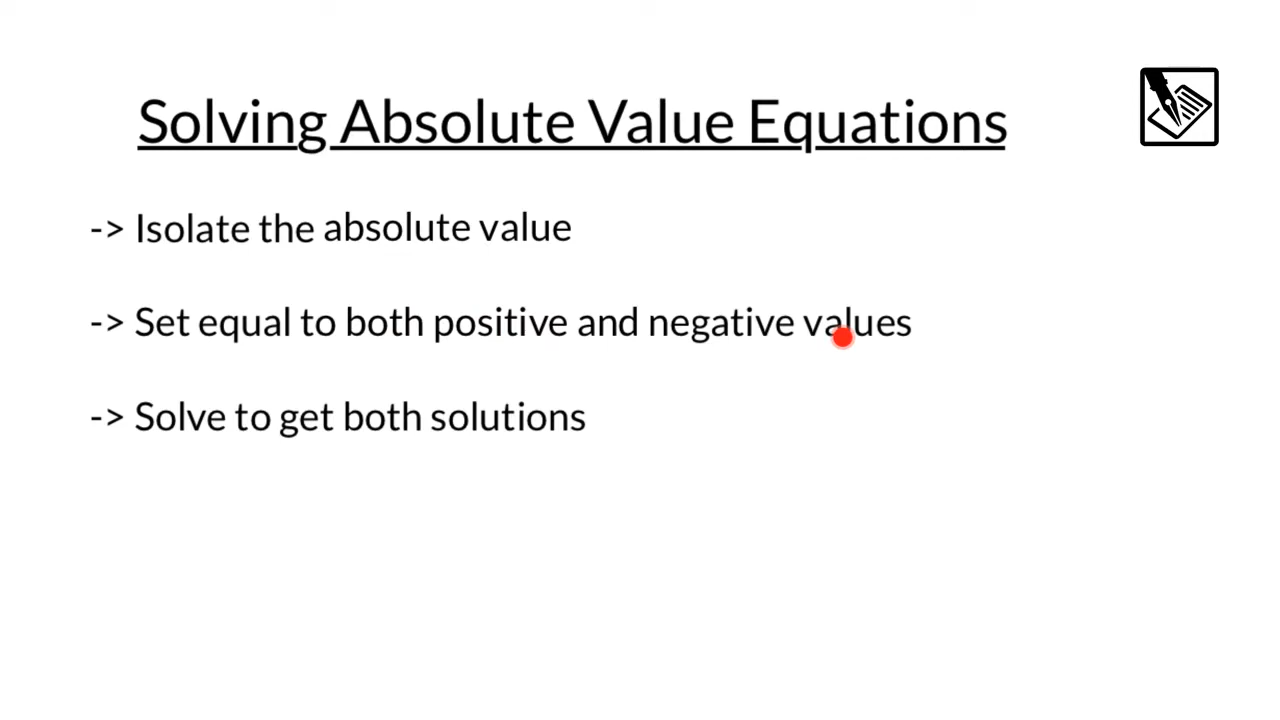 Solving Absolute Value Equations
-> Isolate the absolute value
-> Set equal to both positive and negative values
-> Solve to get both solutions